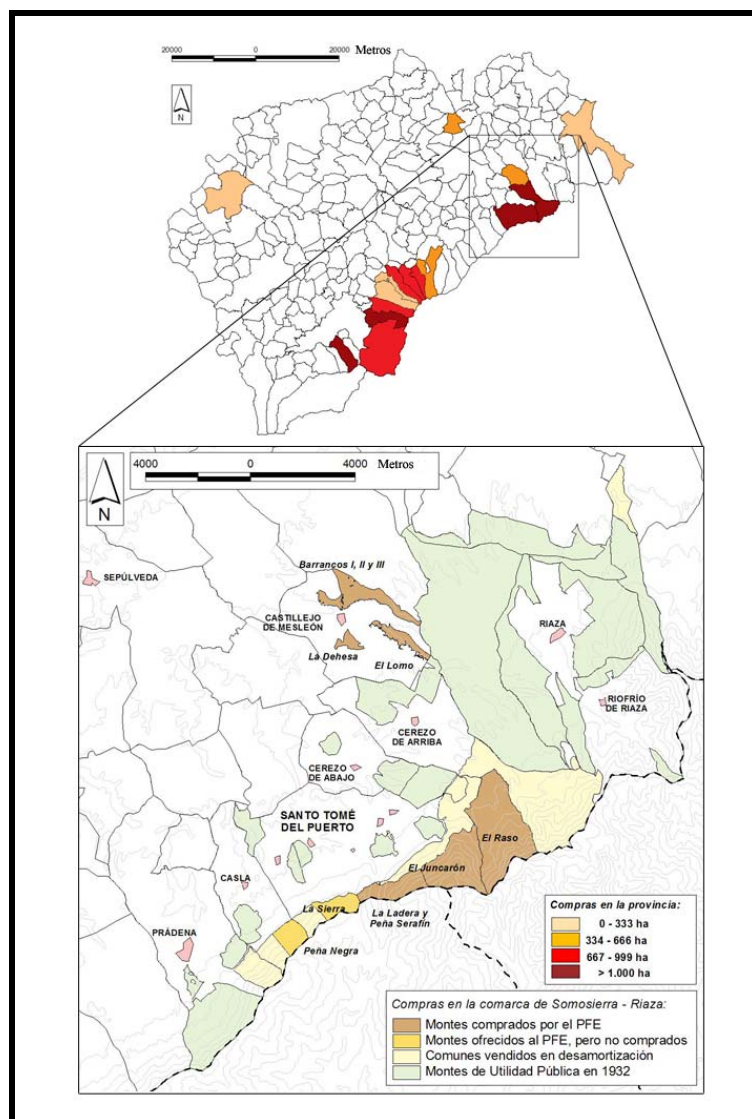 20000 0 20000 Metros
N
4000 0 4000 Metros
N
Barrancos I, II y III
SEPÚLVEDA
CASTILLEJO
DE MESLEÓN
RIAZA
La Dehesa
El Lomo
RIOFRÍO
DE RIAZA
CEREZO
DE ARRIBA
CEREZO
DE ABAJO
SANTO TOMÉ
DEL PUERTO
El Raso
El Juncarón
CASLA
La Sierra
La Ladera y
Peña Serafín
PRÁDENA
Peña Negra
Compras en la provincia:
0 - 333 ha
334 - 666 ha
667 - 999 ha
> 1.000 ha
Compras en la comarca de Somosierra - Riaza:
Montes comprados por el PFE
Montes ofrecidos al PFE, pero no comprados
Comunes vendidos en desamortización
Montes de Utilidad Pública en 1932